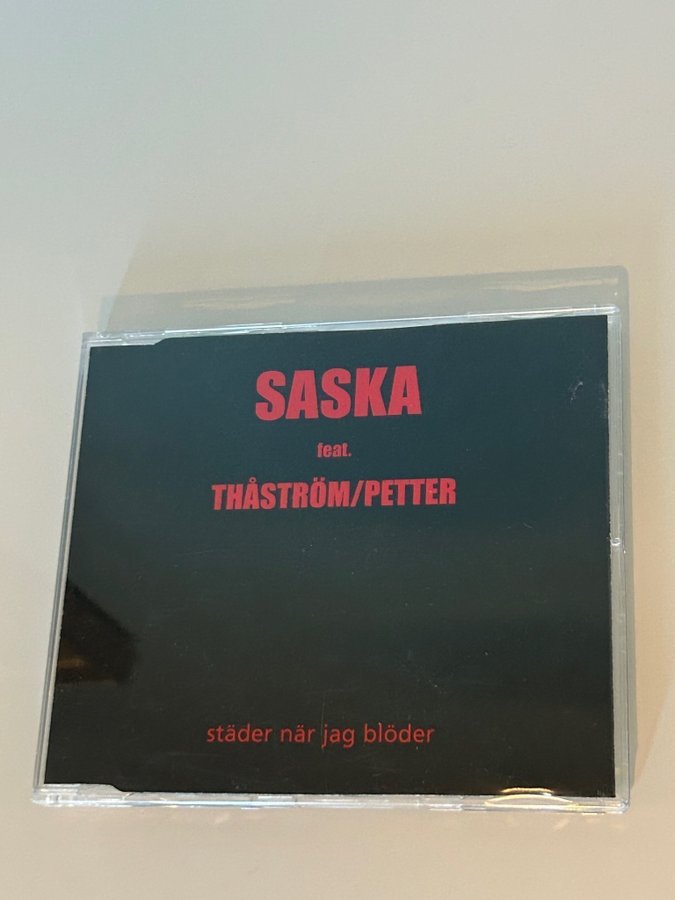 SASKA
feat.
THÅSTRÖM/PETTER
städer när jag blöder